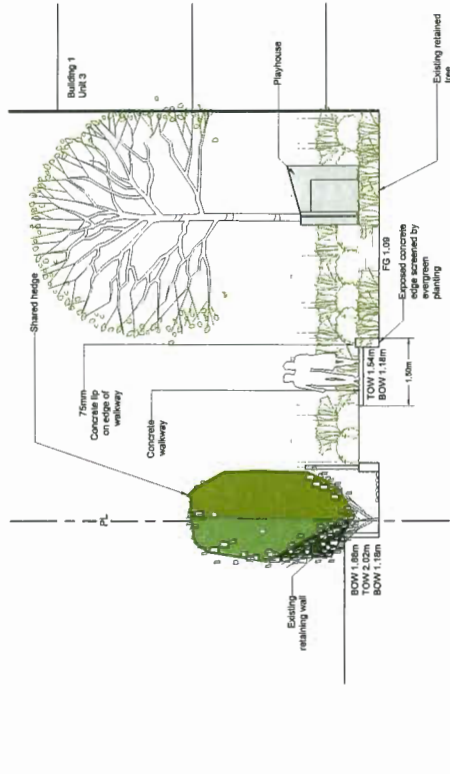 Building 1
Unit 3
Playhouse
Existing retained
tree
Shared hedge
75mm
Concrete lip
on edge of
walkway
Concrete
walkway
PL
Existing
retaining wall
BOW 1.88m
TOW 2.02m
BOW 1.18m
TOW 1.54m
BOW 1.18m
1.50m
FG 1.09
Exposed concrete
edge screened by
evergreen
planting